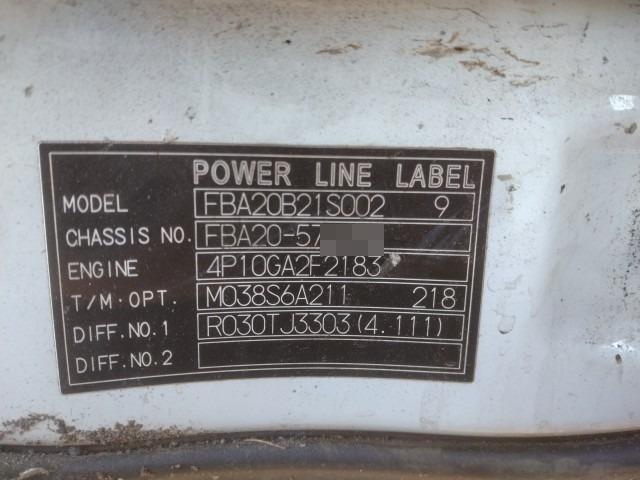 POWER LINE LABEL
MODEL FBA20B21S002 9
CHASSIS NO. FBA20-57
ENGINE 4P10GA2F2183
T/M·OPT. M038S6A211 218
DIFF.NO.1 R030TJ3303(4.111)
DIFF.NO.2